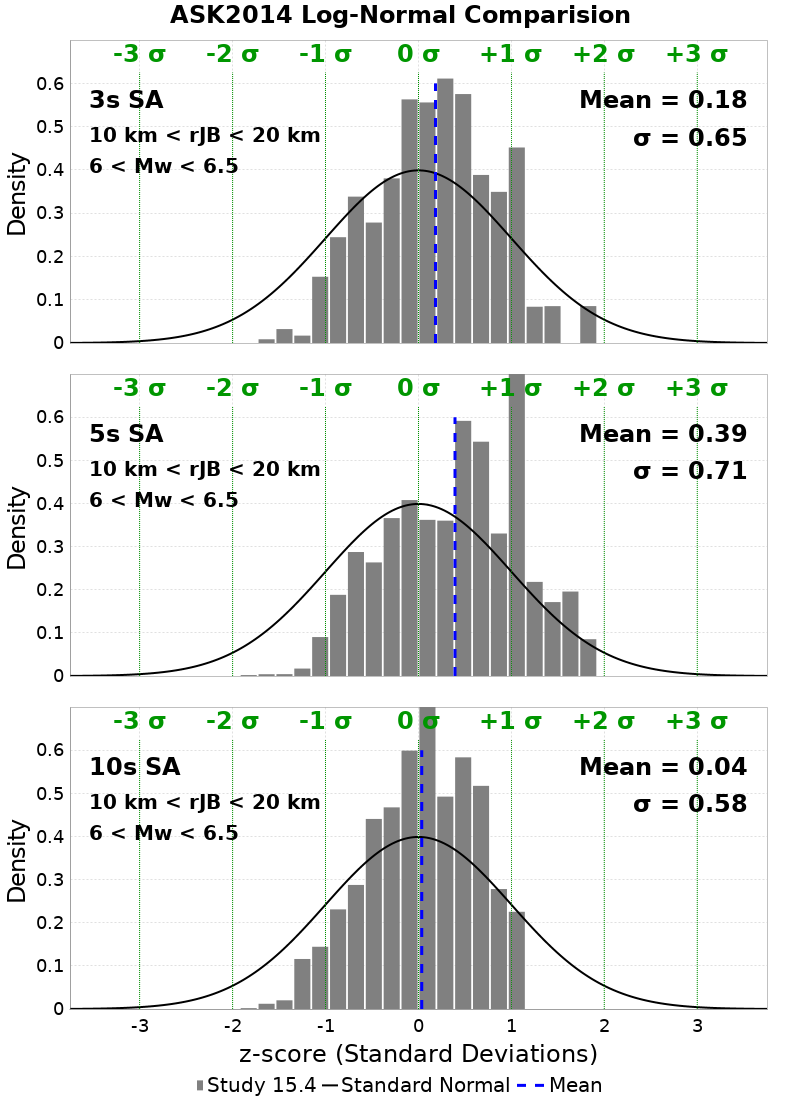 ASK2014 Log-Normal Comparision
-3 σ -2 σ -1 σ 0 σ +1 σ +2 σ +3 σ
3s SA
10 km < rJB < 20 km
6 < Mw < 6.5
Mean = 0.18
σ = 0.65
Density
0.6
0.5
0.4
0.3
0.2
0.1
0
-3 σ -2 σ -1 σ 0 σ +1 σ +2 σ +3 σ
5s SA
10 km < rJB < 20 km
6 < Mw < 6.5
Mean = 0.39
σ = 0.71
Density
0.6
0.5
0.4
0.3
0.2
0.1
0
-3 σ -2 σ -1 σ 0 σ +1 σ +2 σ +3 σ
10s SA
10 km < rJB < 20 km
6 < Mw < 6.5
Mean = 0.04
σ = 0.58
Density
0.6
0.5
0.4
0.3
0.2
0.1
0
-3 -2 -1 0 1 2 3
z-score (Standard Deviations)
Study 15.4 Standard Normal Mean